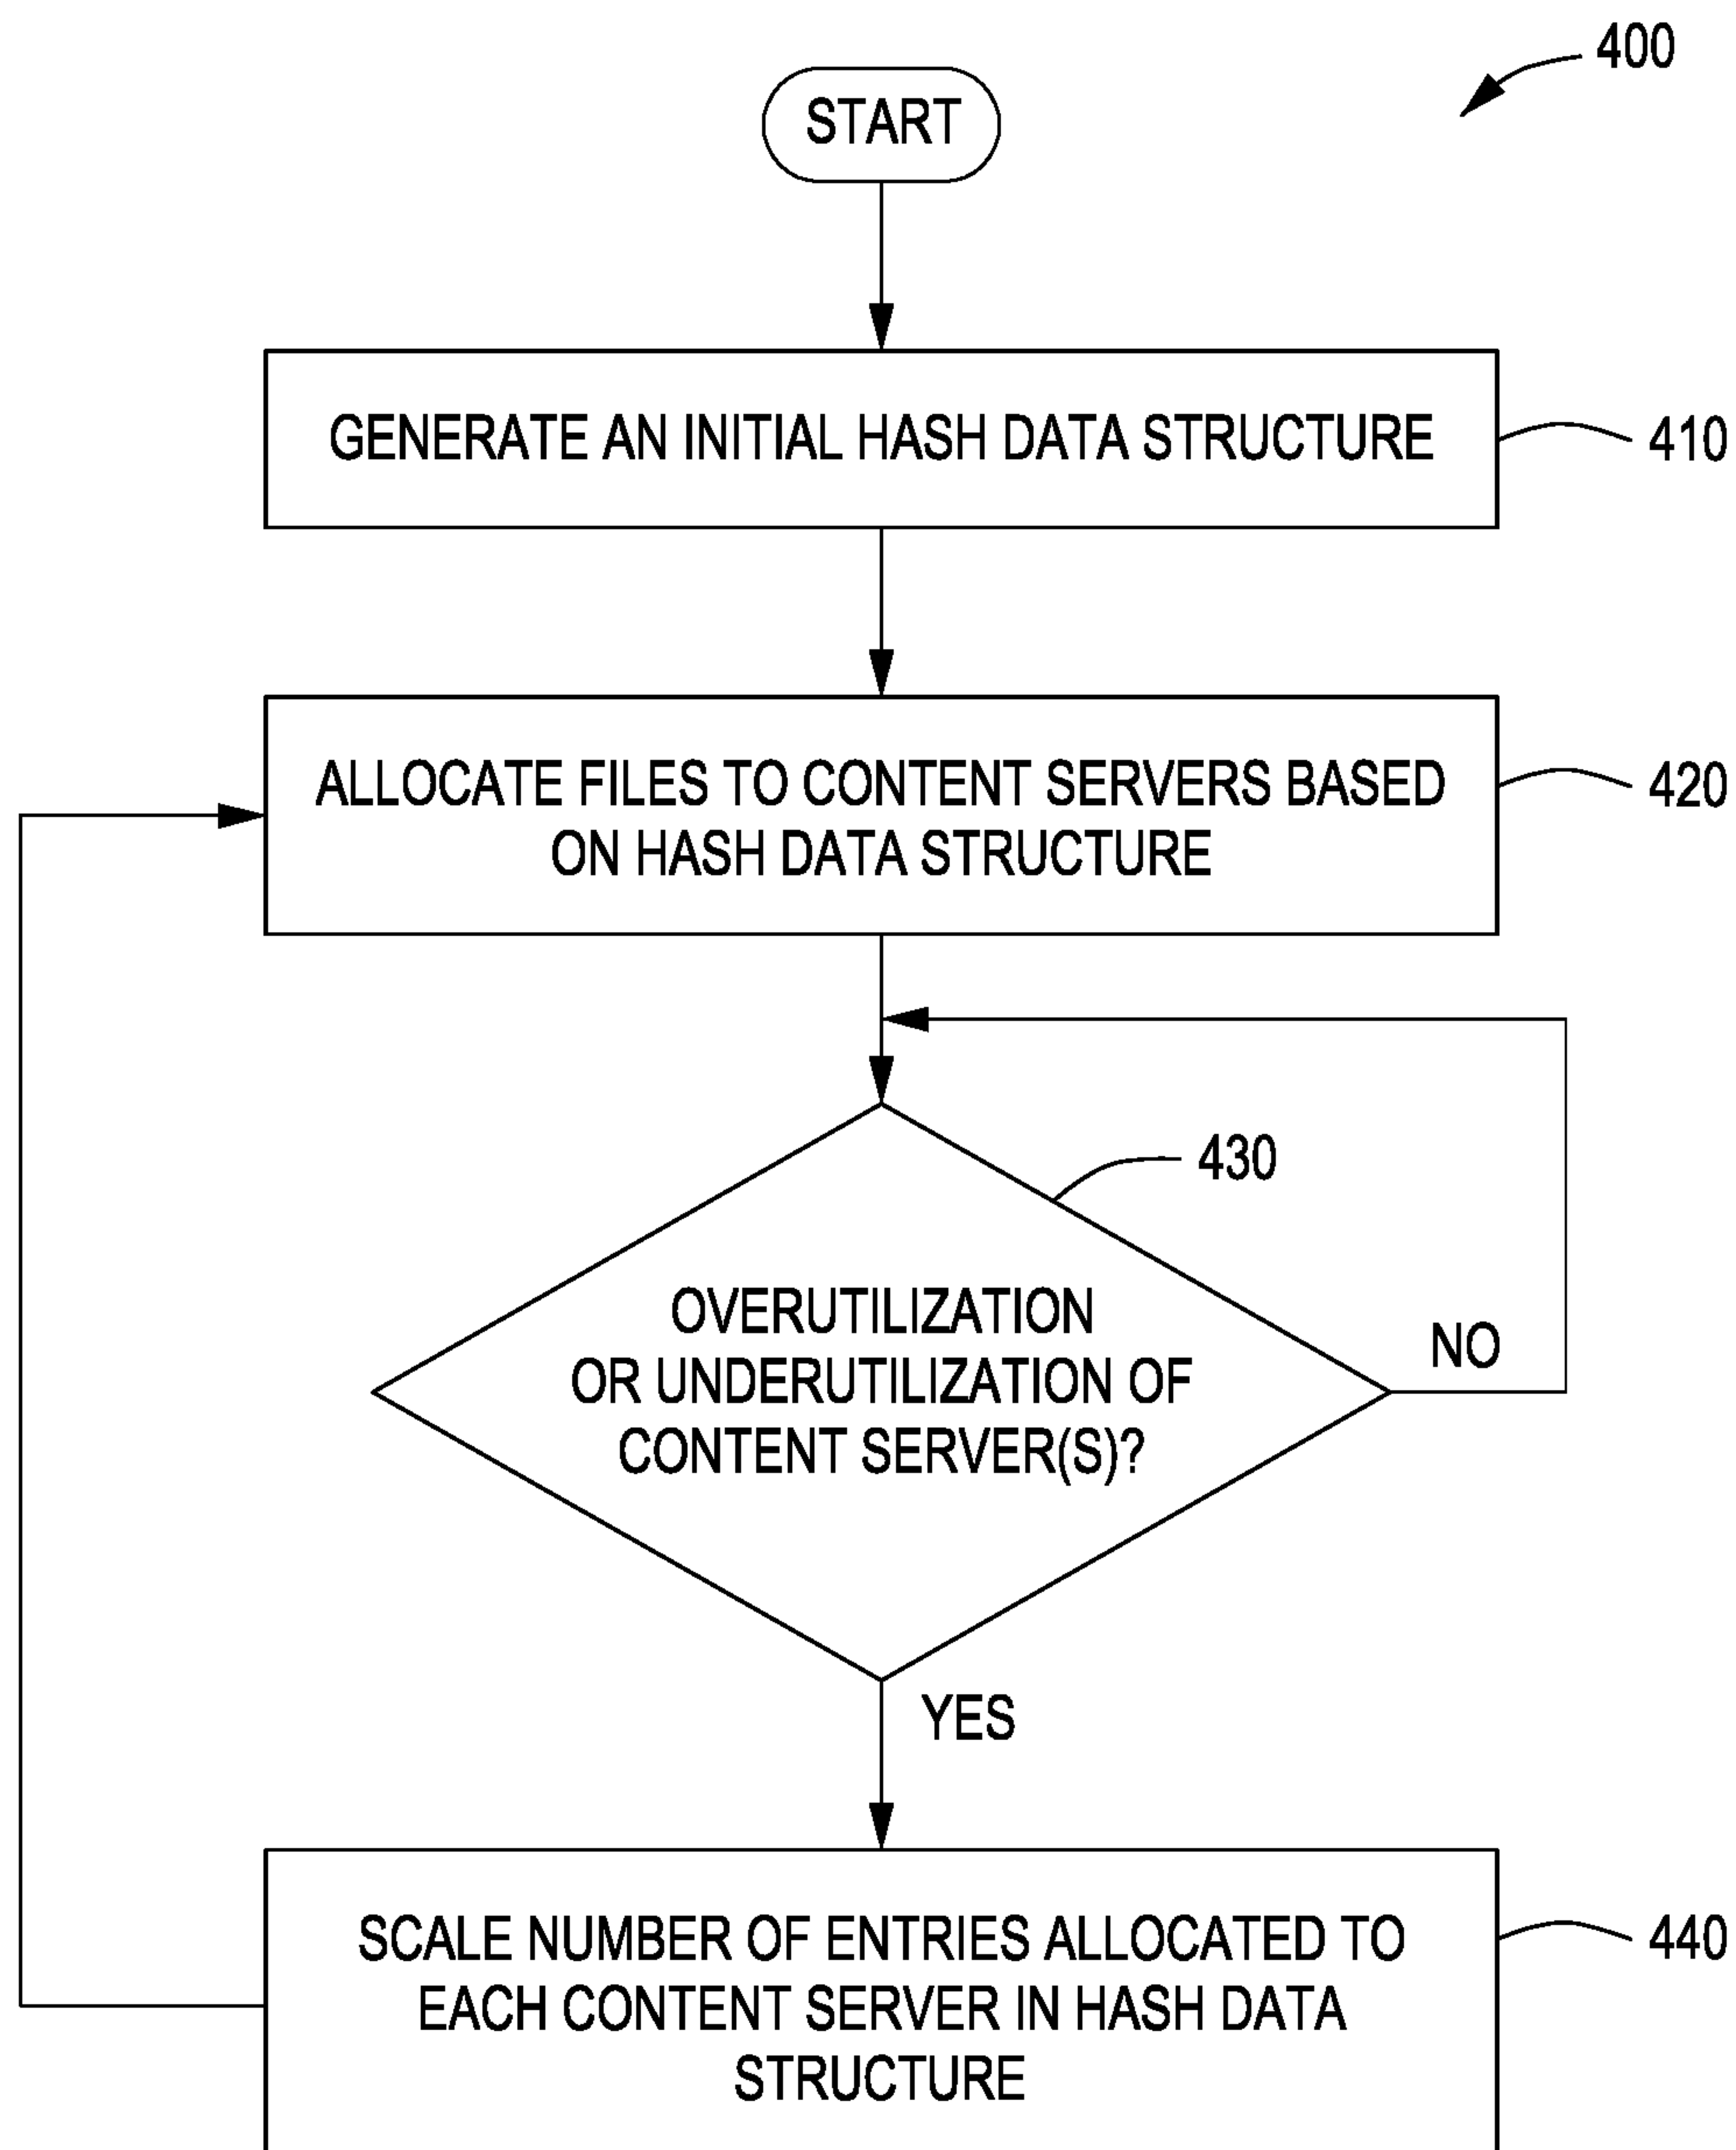 400
START
GENERATE AN INITIAL HASH DATA STRUCTURE
410
ALLOCATE FILES TO CONTENT SERVERS BASED
ON HASH DATA STRUCTURE
420
430
OVERUTILIZATION
OR UNDERUTILIZATION OF
CONTENT SERVER(S)?
NO
YES
SCALE NUMBER OF ENTRIES ALLOCATED TO
EACH CONTENT SERVER IN HASH DATA
STRUCTURE
440